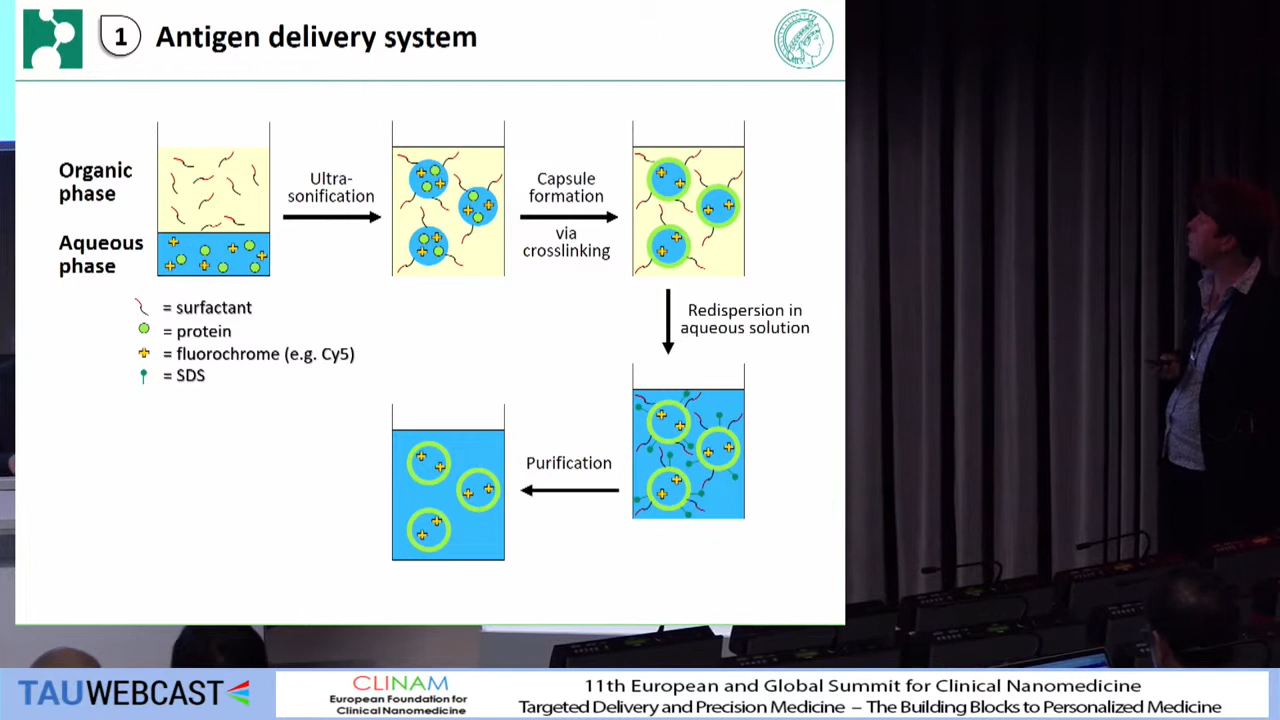 1
Antigen delivery system
Organic
phase
Aqueous
phase
Ultra-
sonification
Capsule
formation
via
crosslinking
Redispersion in
aqueous solution
= surfactant
= protein
= fluorochrome (e.g. Cy5)
= SDS
Purification
TAUWEBCAST
CLINAM
European Foundation for
Clinical Nanomedicine
11th European and Global Summit for Clinical Nanomedicine
Targeted Delivery and Precision Medicine – The Building Blocks to Personalized Medicine